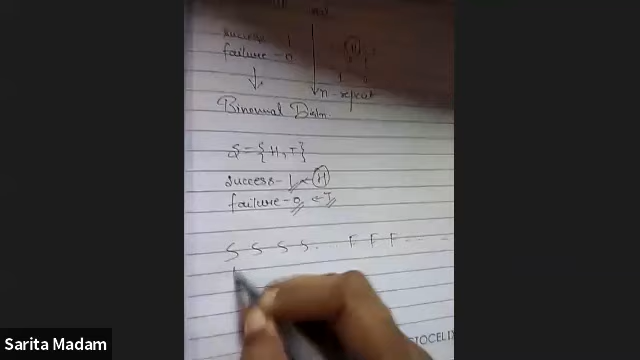 success - 1
failure - 0
n - repeat
Binomial Distn
S = {H, T}
success - 1 ← H
failure - 0 ← T
S S S S .... F F F .... -
Sarita Madam